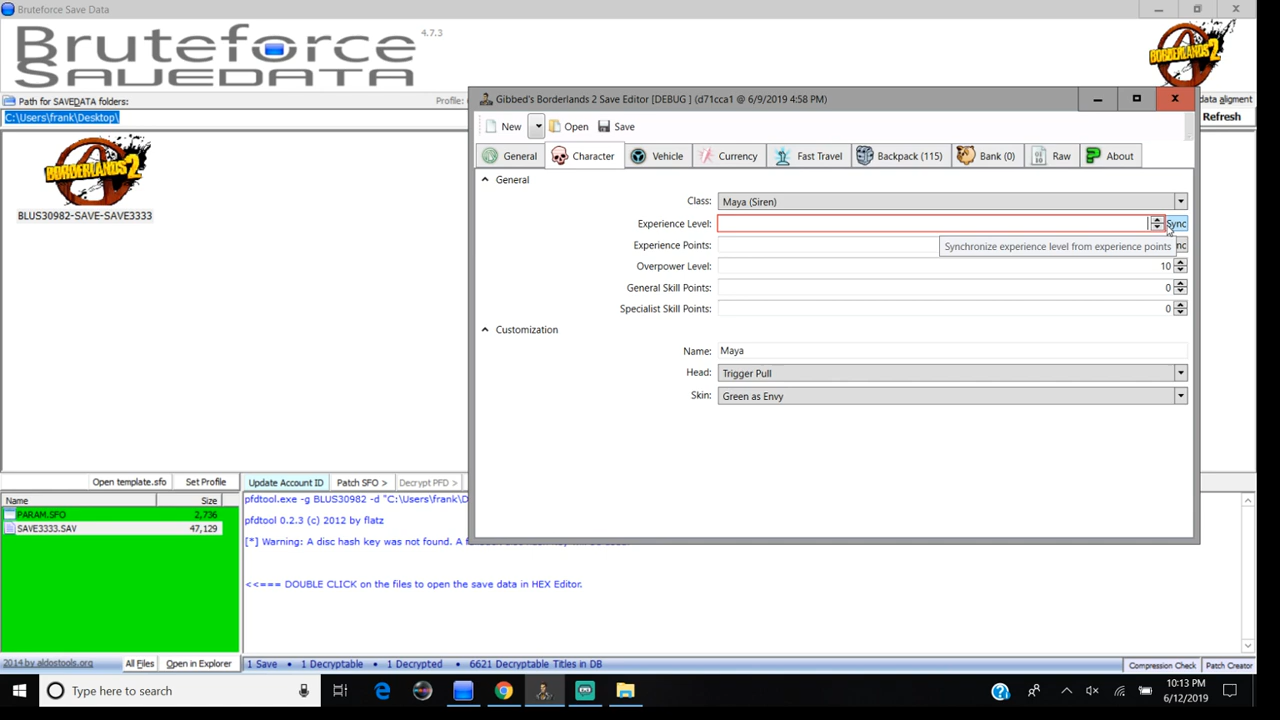 Bruteforce Save Data
Bruteforce
SAVEDATA
4.7.3
BORDERLANDS 2
Path for SAVEDATA folders:
Profile:
data aligment
C:\Users\frank\Desktop\
Refresh
BORDERLANDS 2
BLUS30982-SAVE-SAVE3333
Gibbed's Borderlands 2 Save Editor [DEBUG ] (d71cca1 @ 6/9/2019 4:58 PM)
New Open Save
General Character Vehicle Currency Fast Travel Backpack (115) Bank (0) Raw About
General
Class: Maya (Siren)
Experience Level: Sync
Experience Points: nc
Synchronize experience level from experience points
Overpower Level: 10
General Skill Points: 0
Specialist Skill Points: 0
Customization
Name: Maya
Head: Trigger Pull
Skin: Green as Envy
Open template.sfo Set Profile Update Account ID Patch SFO > Decrypt PFD >
Name Size
PARAM.SFO 2,736
SAVE3333.SAV 47,129
pfdtool.exe -g BLUS30982 -d "C:\Users\frank\D
pfdtool 0.2.3 (c) 2012 by flatz
[*] Warning: A disc hash key was not found. A
<<=== DOUBLE CLICK on the files to open the save data in HEX Editor.
2014 by aldostools.org All Files Open in Explorer 1 Save • 1 Decryptable • 1 Decrypted • 6621 Decryptable Titles in DB Compression Check Patch Creator
Type here to search
10:13 PM
6/12/2019